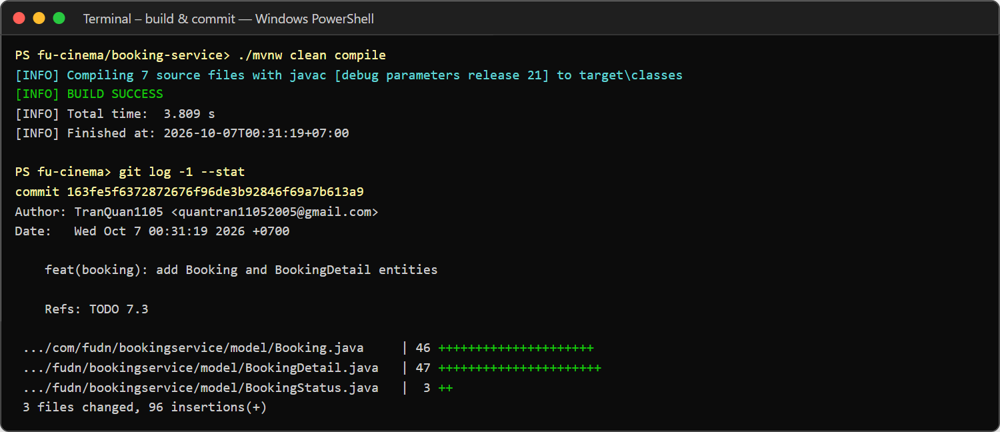 Terminal – build & commit — Windows PowerShell
PS fu-cinema/booking-service> ./mvnw clean compile
[INFO] Compiling 7 source files with javac [debug parameters release 21] to target\classes
[INFO] BUILD SUCCESS
[INFO] Total time:  3.809 s
[INFO] Finished at: 2026-10-07T00:31:19+07:00
PS fu-cinema> git log -1 --stat
commit 163fe5f6372872676f96de3b92846f69a7b613a9
Author: TranQuan1105 <quantran11052005@gmail.com>
Date:   Wed Oct 7 00:31:19 2026 +0700
feat(booking): add Booking and BookingDetail entities
Refs: TODO 7.3
.../com/fudn/bookingservice/model/Booking.java     | 46 +++++++++++++++++++++
.../fudn/bookingservice/model/BookingDetail.java   | 47 ++++++++++++++++++++++
.../fudn/bookingservice/model/BookingStatus.java   |  3 ++
3 files changed, 96 insertions(+)